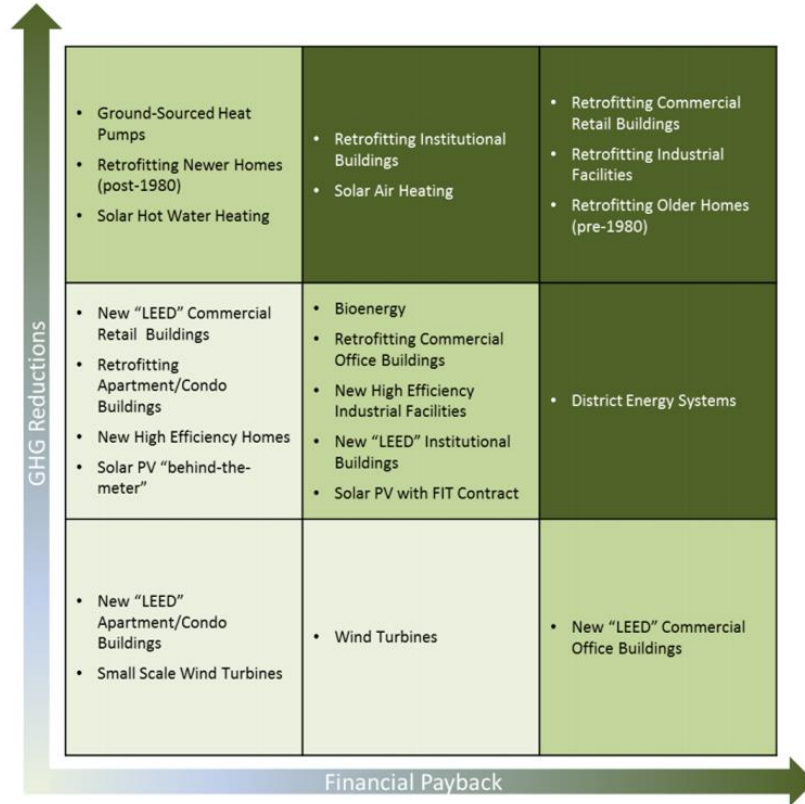 GHG Reductions
• Ground-Sourced Heat
Pumps
• Retrofitting Newer Homes
(post-1980)
• Solar Hot Water Heating
• Retrofitting Institutional
Buildings
• Solar Air Heating
• Retrofitting Commercial
Retail Buildings
• Retrofitting Industrial
Facilities
• Retrofitting Older Homes
(pre-1980)
• New “LEED” Commercial
Retail Buildings
• Retrofitting
Apartment/Condo
Buildings
• New High Efficiency Homes
• Solar PV “behind-the-
meter”
• Bioenergy
• Retrofitting Commercial
Office Buildings
• New High Efficiency
Industrial Facilities
• New “LEED” Institutional
Buildings
• Solar PV with FIT Contract
• District Energy Systems
• New “LEED”
Apartment/Condo
Buildings
• Small Scale Wind Turbines
• Wind Turbines
• New “LEED” Commercial
Office Buildings
Financial Payback